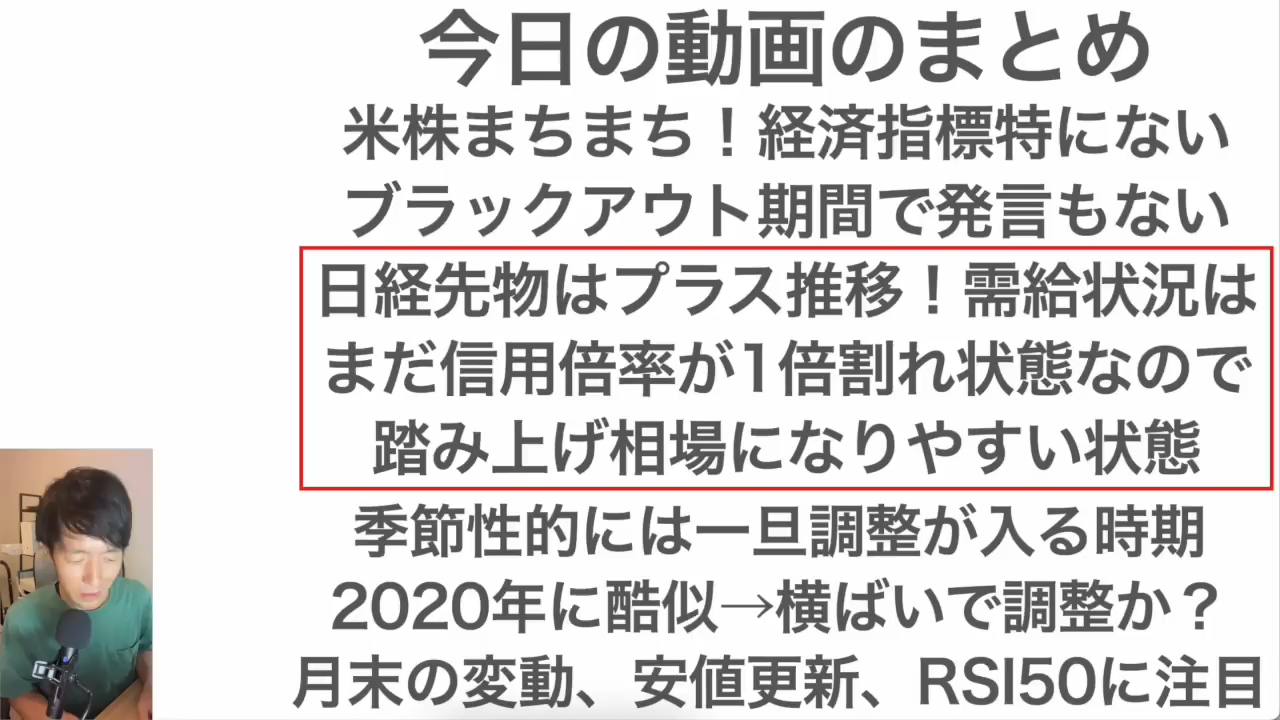 今日の動画のまとめ
米株まちまち！経済指標特にない
ブラックアウト期間で発言もない
日経先物はプラス推移！需給状況は
まだ信用倍率が1倍割れ状態なので
踏み上げ相場になりやすい状態
季節性的には一旦調整が入る時期
2020年に酷似→横ばいで調整か？
月末の変動、安値更新、RSI50に注目